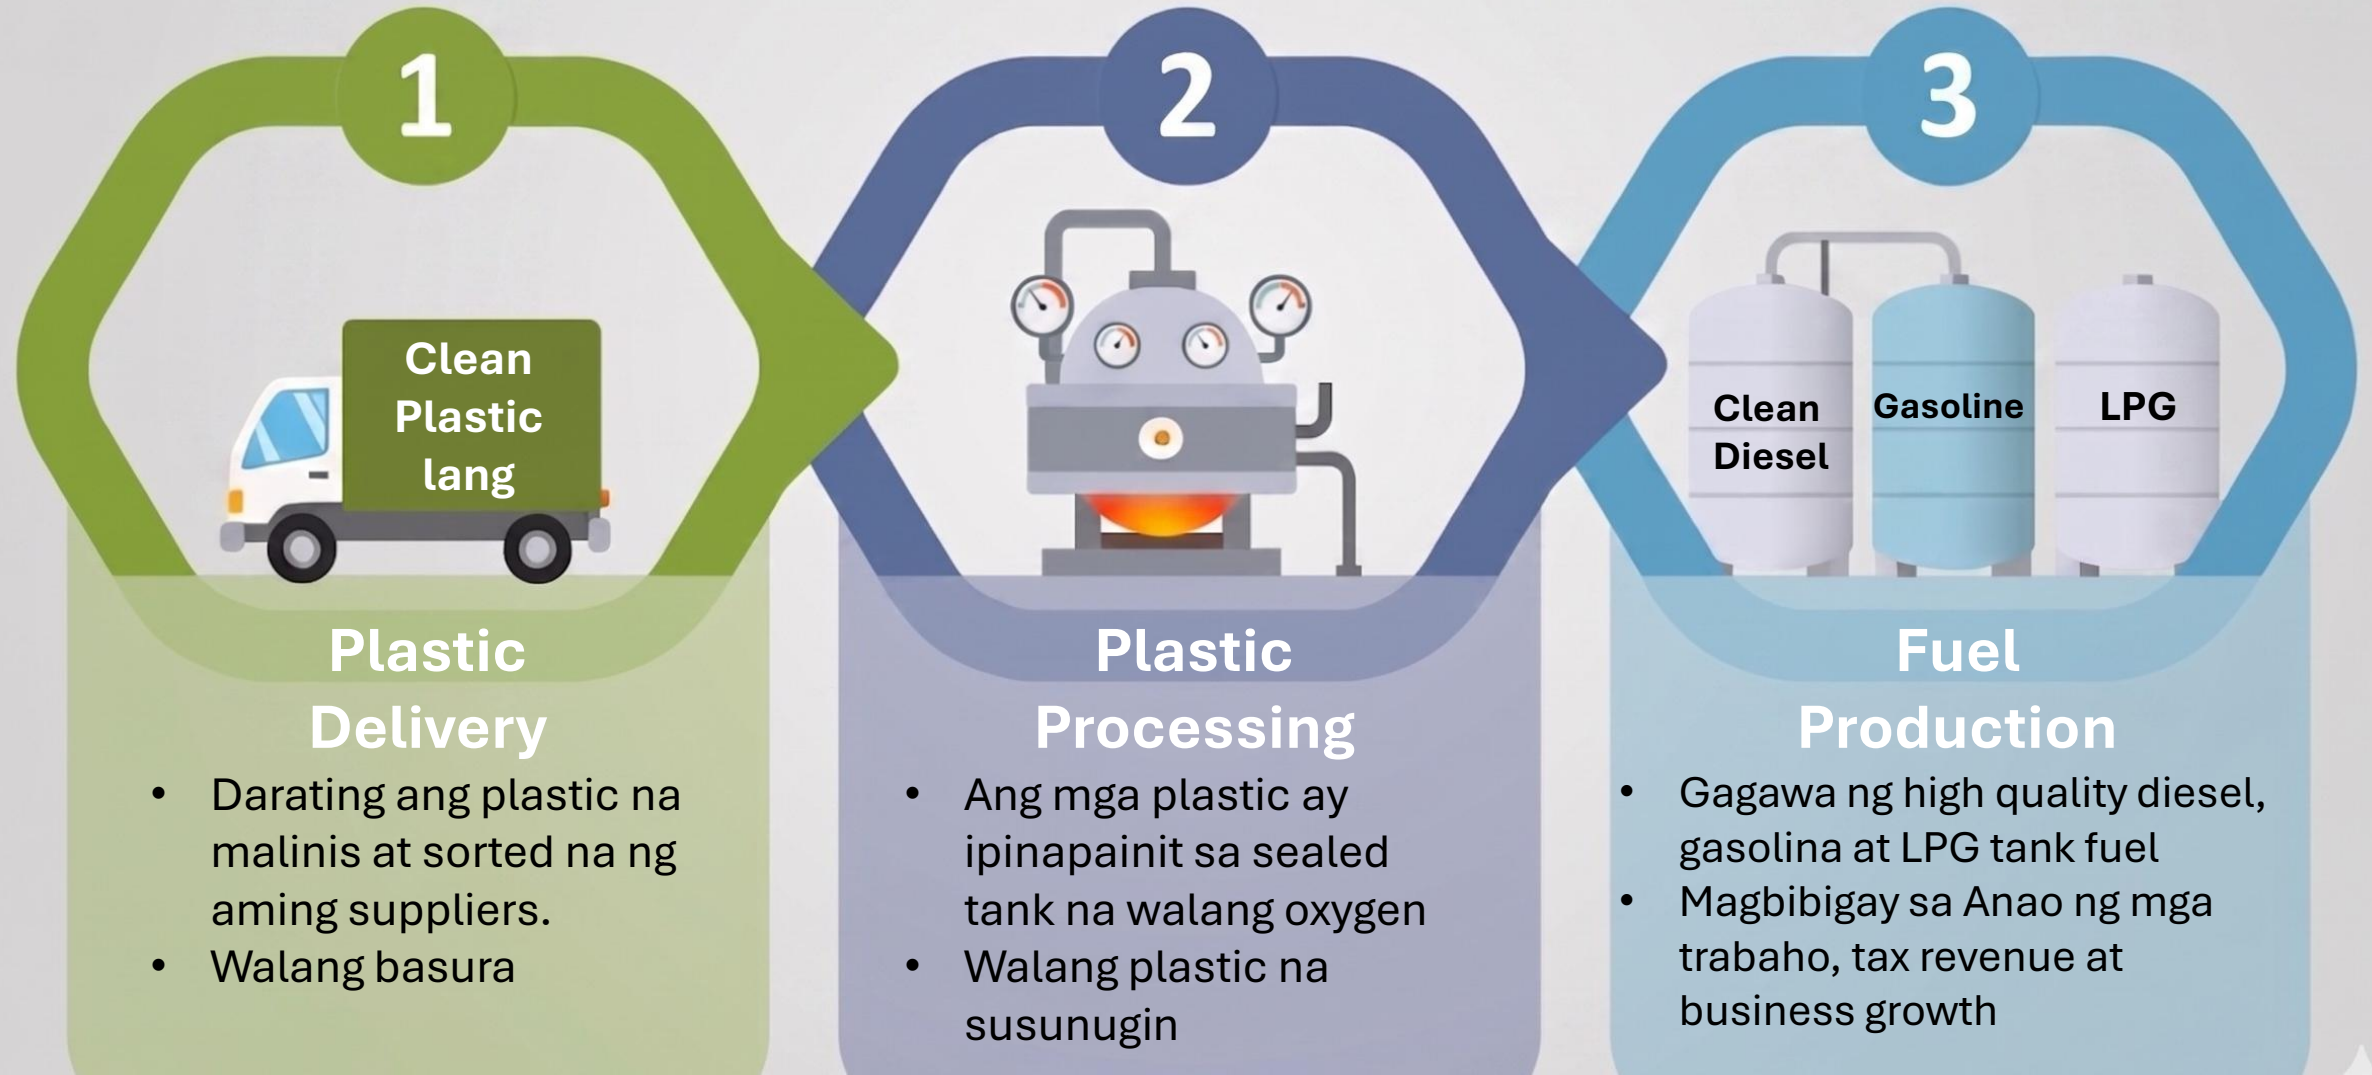 1
Clean
Plastic
lang
Plastic
Delivery
• Darating ang plastic na
malinis at sorted na ng
aming suppliers.
• Walang basura
2
Plastic
Processing
• Ang mga plastic ay
ipinapainit sa sealed
tank na walang oxygen
• Walang plastic na
susunugin
3
Clean
Diesel
Gasoline
LPG
Fuel
Production
• Gagawa ng high quality diesel,
gasolina at LPG tank fuel
• Magbibigay sa Anao ng mga
trabaho, tax revenue at
business growth